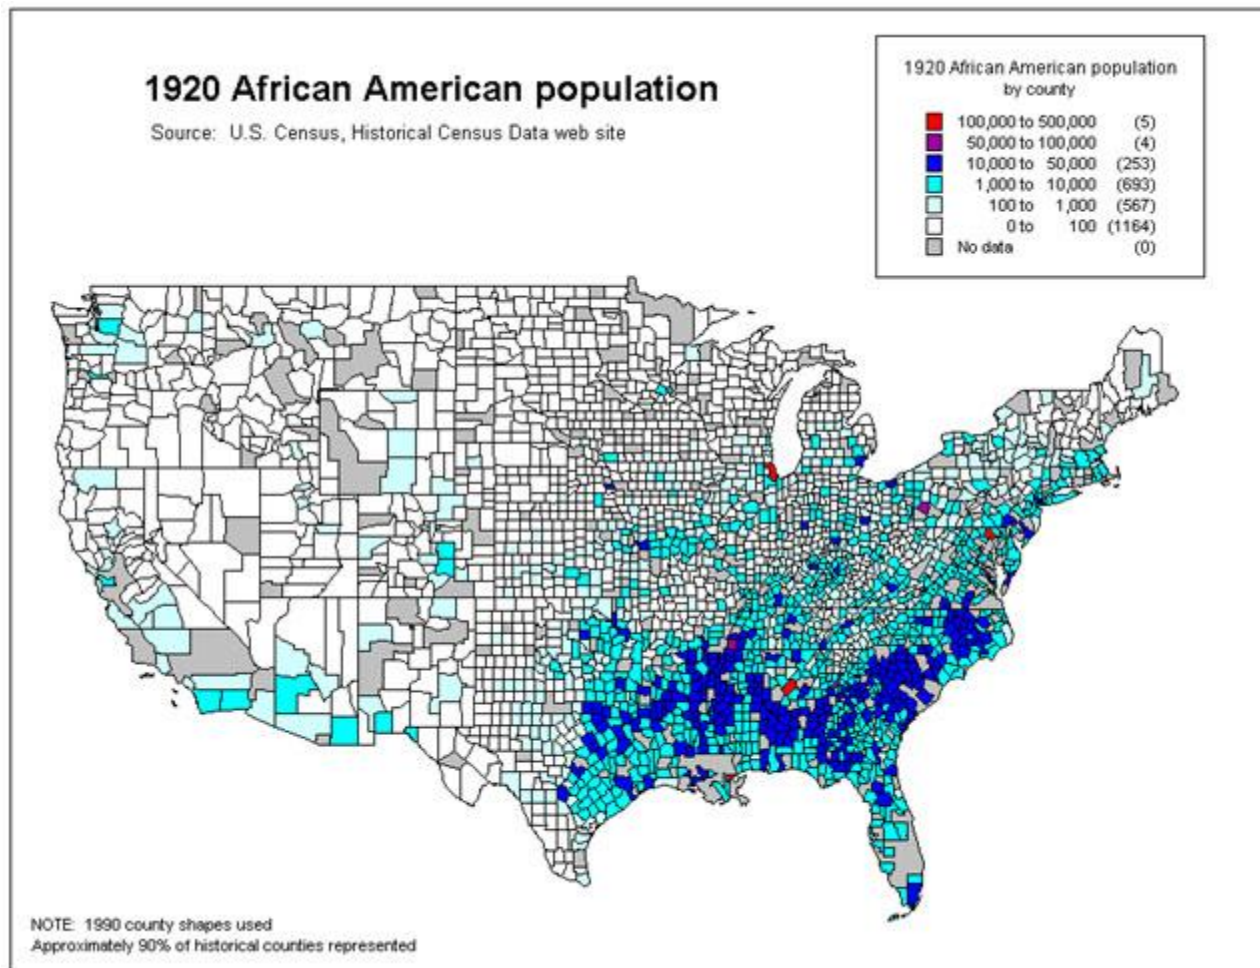 1920 African American population
Source: U.S. Census, Historical Census Data web site
1920 African American population
by county
100,000 to 500,000 (5)
50,000 to 100,000 (4)
10,000 to 50,000 (253)
1,000 to 10,000 (693)
100 to 1,000 (567)
0 to 100 (1164)
No data (0)
NOTE: 1990 county shapes used
Approximately 90% of historical counties represented